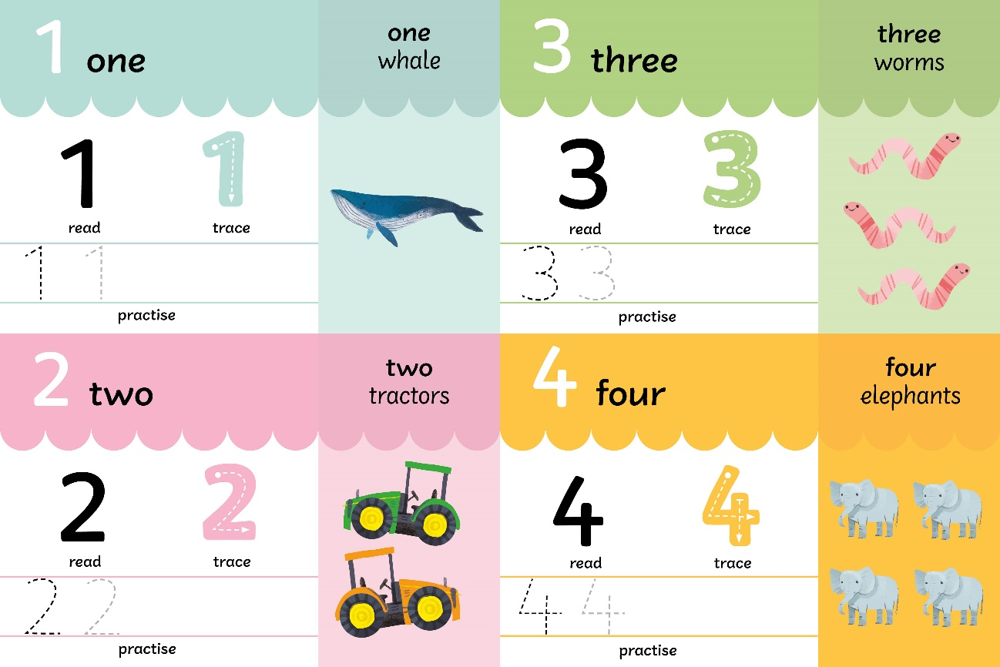 1 one
one
whale
1 1
read trace
1 1
practise
3 three
three
worms
3 3
read trace
3 3
practise
2 two
two
tractors
2 2
read trace
2 2
practise
4 four
four
elephants
4 4
read trace
4 4
practise